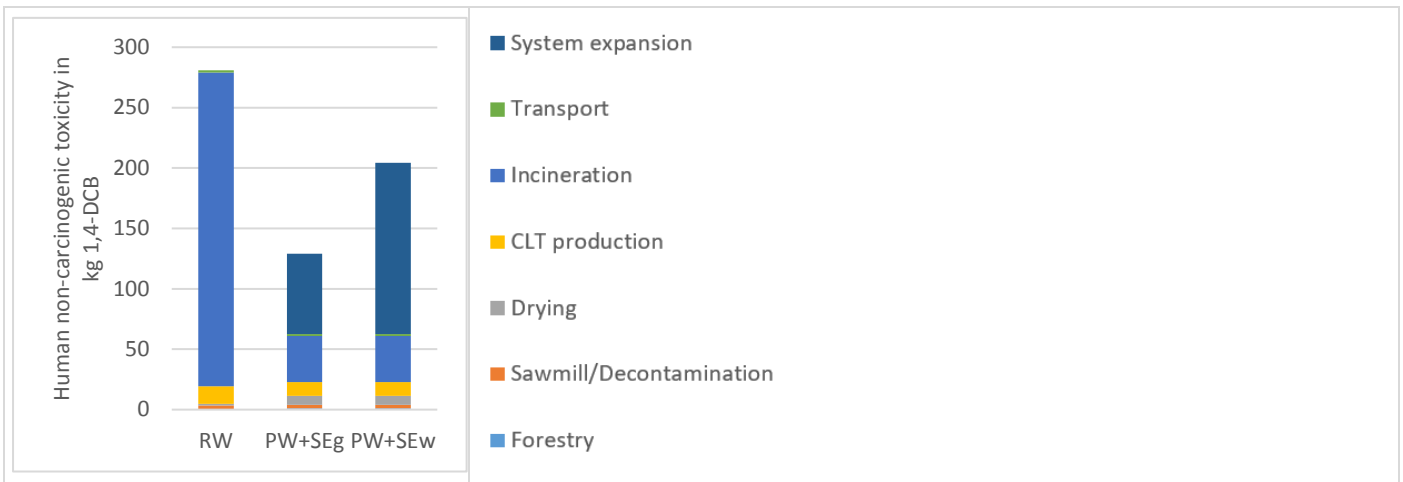 Human non-carcinogenic toxicity in
kg 1,4-DCB
300
250
200
150
100
50
0
RW
PW+SEg
PW+SEw
System expansion
Transport
Incineration
CLT production
Drying
Sawmill/Decontamination
Forestry